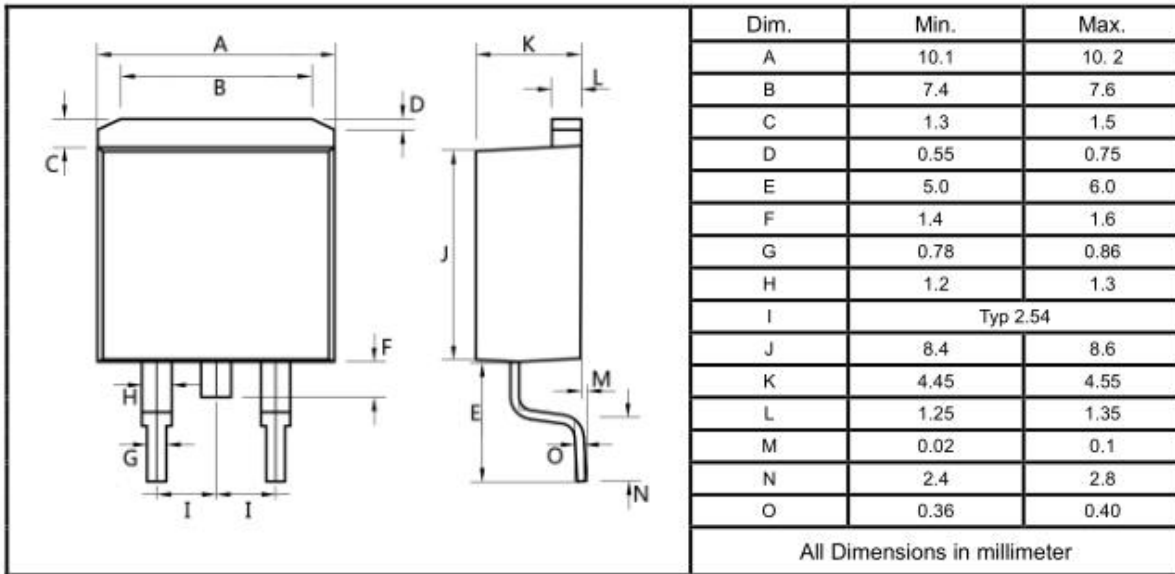 A
B
C
D
K
L
J
F
H
G
I I
E
M
O
N
Dim. Min. Max.
A 10.1 10. 2
B 7.4 7.6
C 1.3 1.5
D 0.55 0.75
E 5.0 6.0
F 1.4 1.6
G 0.78 0.86
H 1.2 1.3
I Typ 2.54
J 8.4 8.6
K 4.45 4.55
L 1.25 1.35
M 0.02 0.1
N 2.4 2.8
O 0.36 0.40
All Dimensions in millimeter